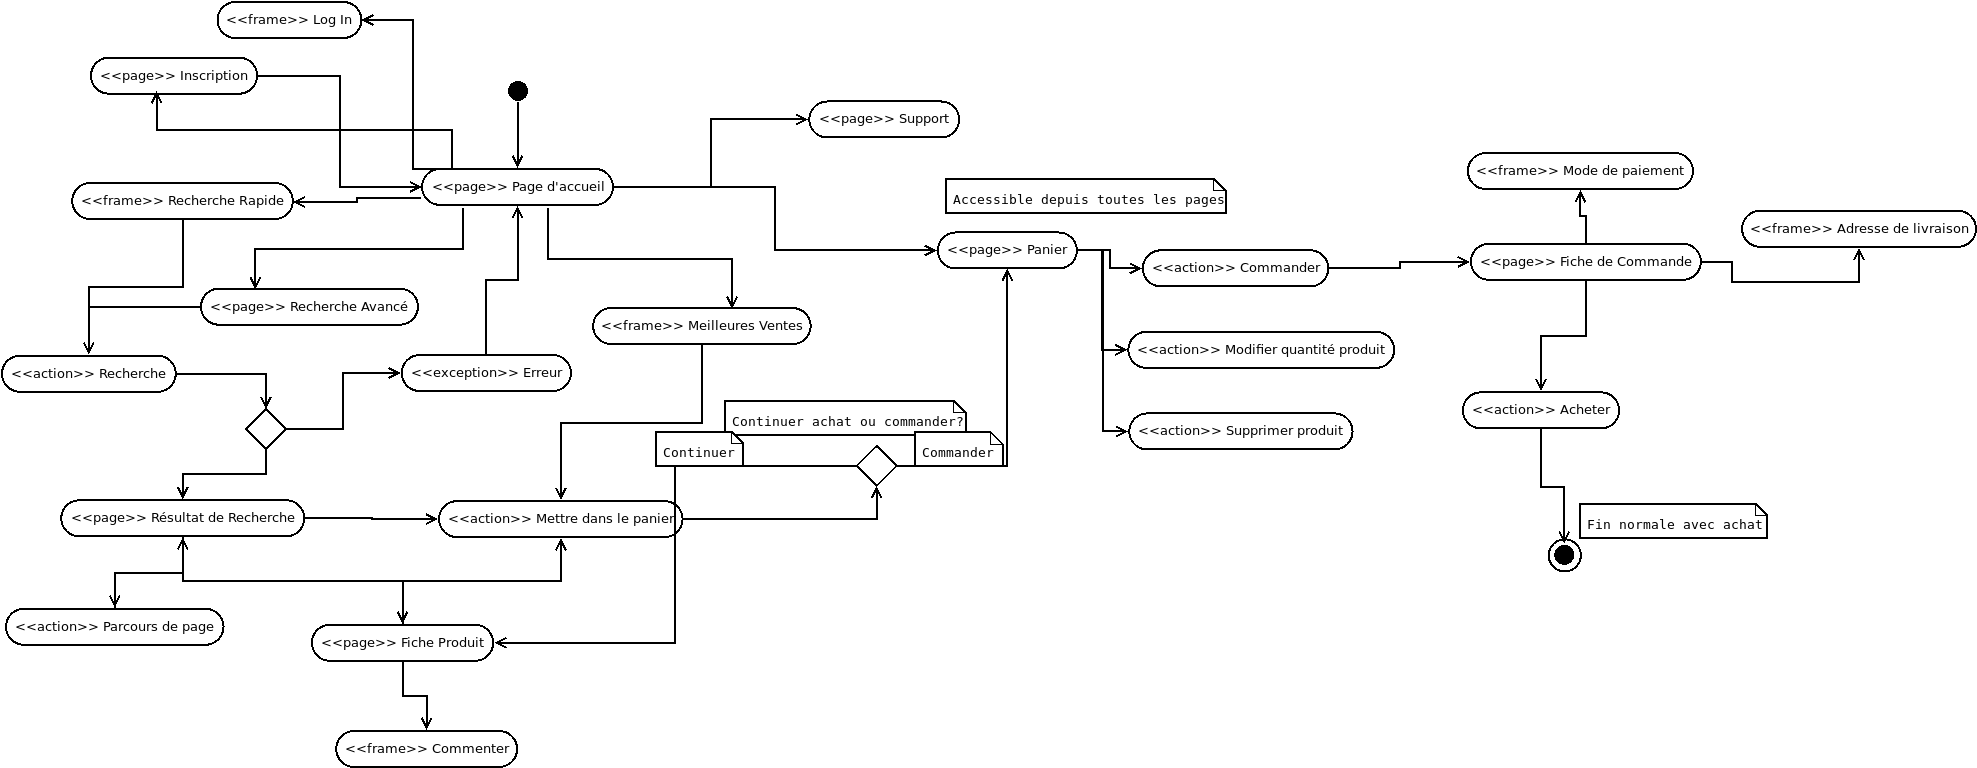 <<frame>> Log In
<<page>> Inscription
<<page>> Support
<<frame>> Mode de paiement
<<page>> Page d'accueil
<<frame>> Recherche Rapide
Accessible depuis toutes les pages
<<frame>> Adresse de livraison
<<page>> Panier
<<action>> Commander
<<page>> Fiche de Commande
<<page>> Recherche Avancé
<<frame>> Meilleures Ventes
<<action>> Modifier quantité produit
<<action>> Recherche
<<exception>> Erreur
<<action>> Acheter
Continuer achat ou commander?
<<action>> Supprimer produit
Continuer
Commander
<<page>> Résultat de Recherche
<<action>> Mettre dans le panier
Fin normale avec achat
<<action>> Parcours de page
<<page>> Fiche Produit
<<frame>> Commenter